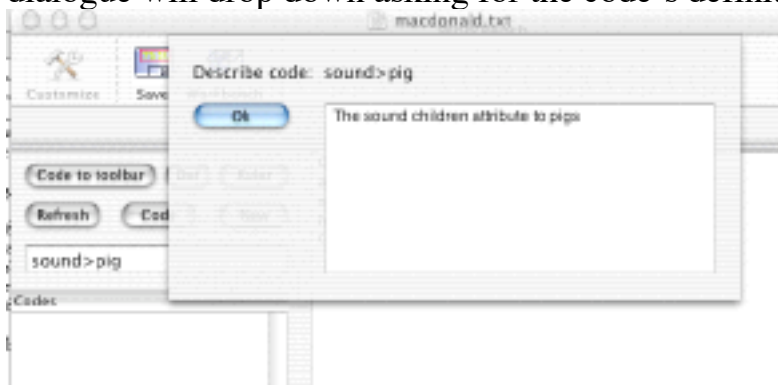 dialogue will drop down asking for the code's
macdonald.txt
Customize
Save
Describe code: sound>pig
Ok
The sound children attribute to pigs
Code to toolbar
Refresh
sound>pig
Codes